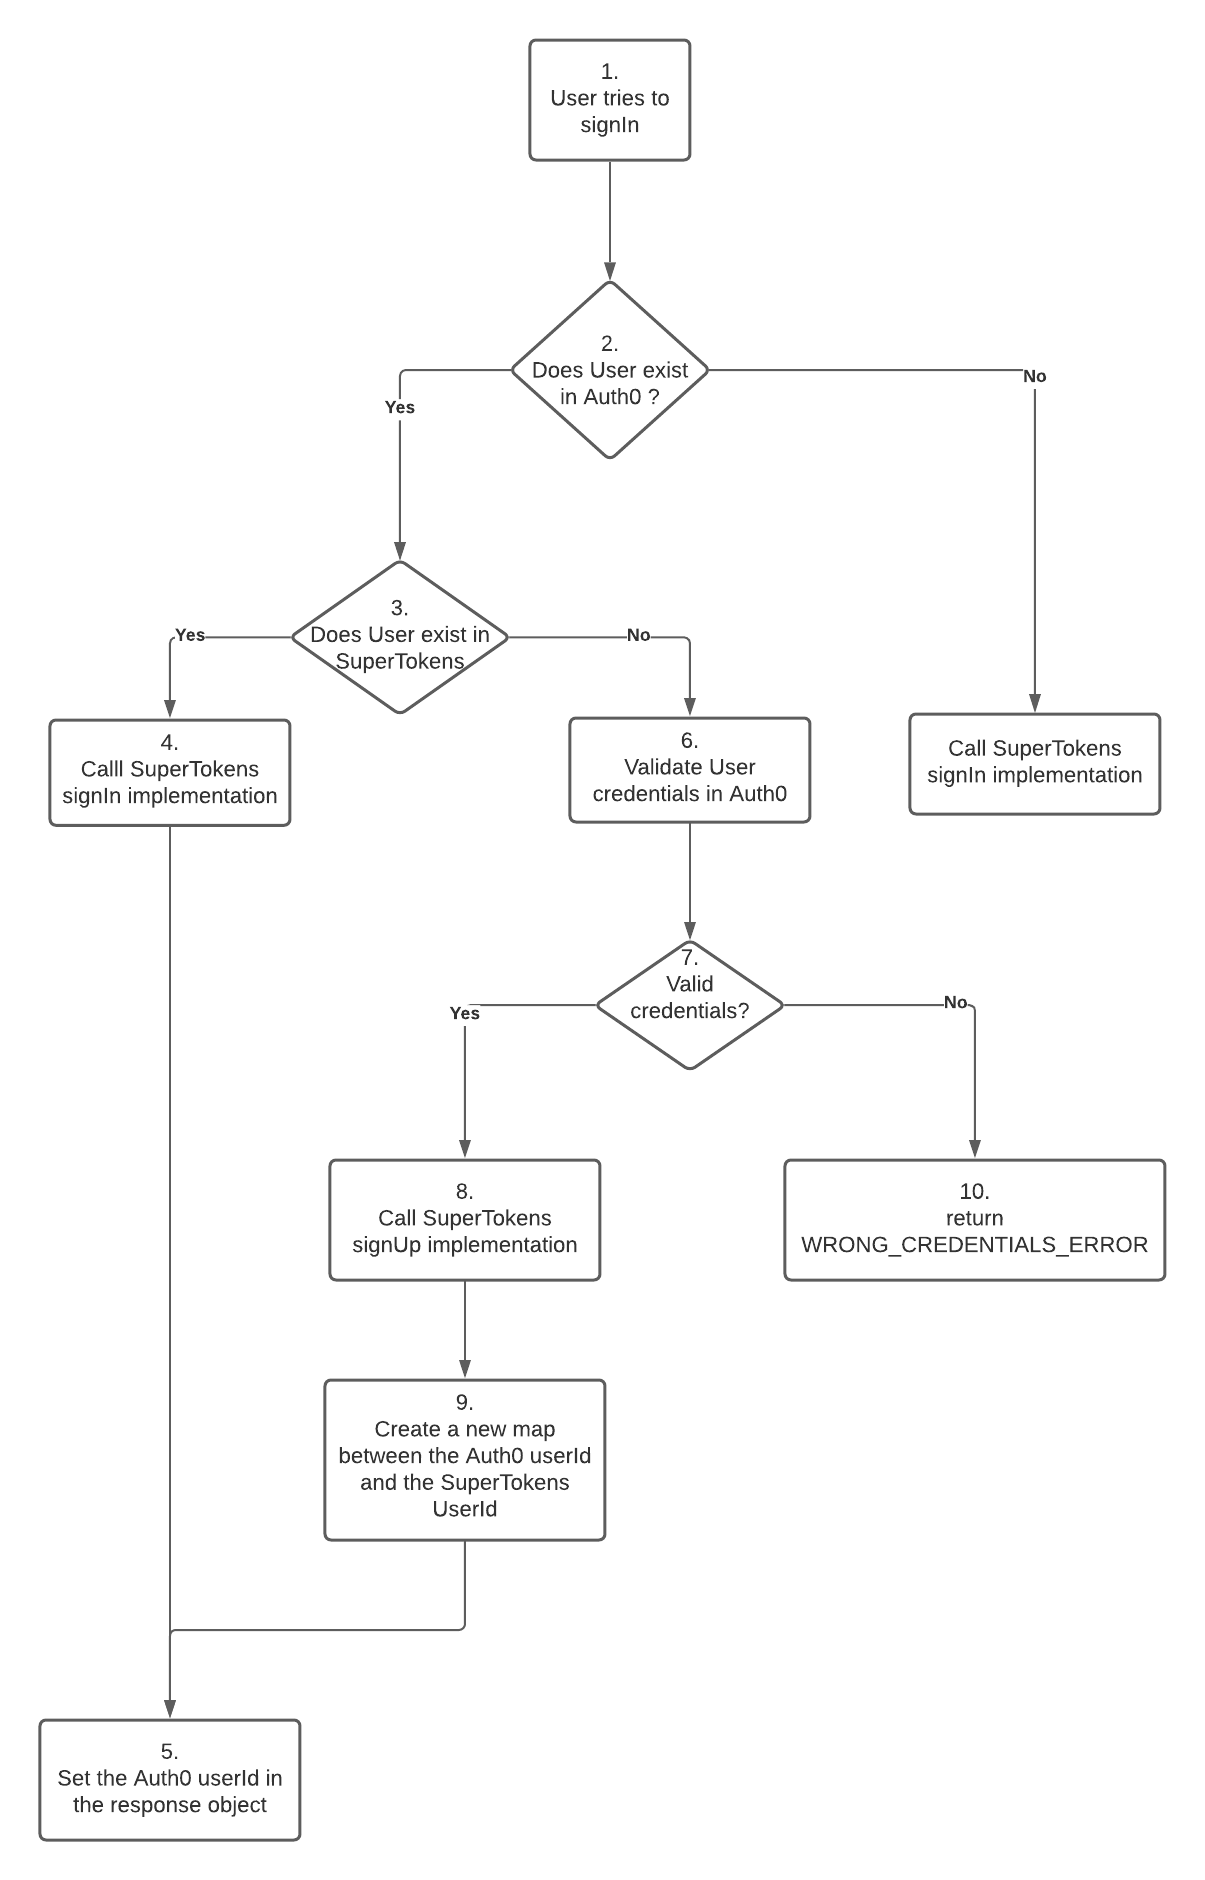 1.
User tries to
signIn
2.
Does User exist
in Auth0 ?
Yes
No
3.
Does User exist in
SuperTokens
Yes
No
4.
Calll SuperTokens
signIn implementation
6.
Validate User
credentials in Auth0
Call SuperTokens
signIn implementation
7.
Valid
credentials?
Yes
No
8.
Call SuperTokens
signUp implementation
10.
return
WRONG_CREDENTIALS_ERROR
9.
Create a new map
between the Auth0 userId
and the SuperTokens
UserId
5.
Set the Auth0 userId in
the response object